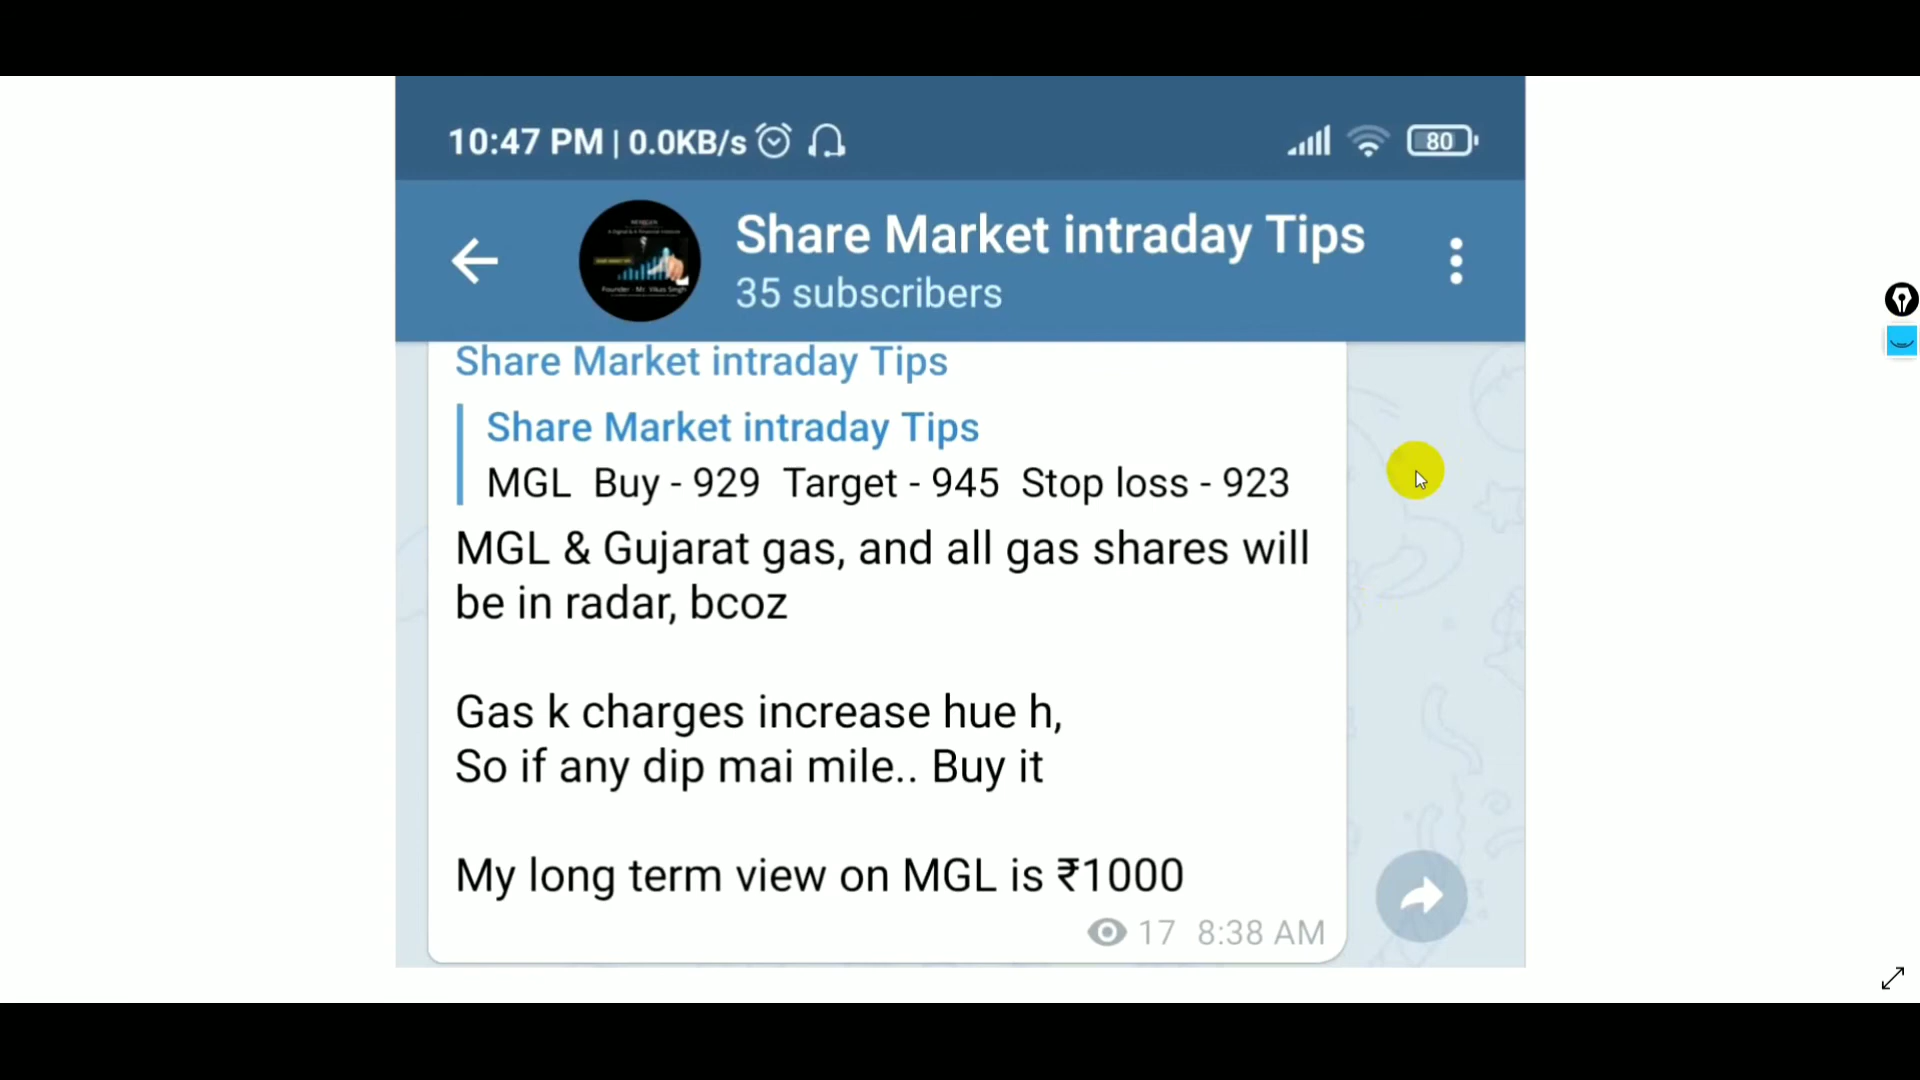 10:47 PM | 0.0KB/s
80
Share Market intraday Tips
35 subscribers
Share Market intraday Tips
Share Market intraday Tips
MGL Buy - 929 Target - 945 Stop loss - 923
MGL & Gujarat gas, and all gas shares will
be in radar, bcoz
Gas k charges increase hue h,
So if any dip mai mile.. Buy it
My long term view on MGL is ₹1000
17 8:38 AM